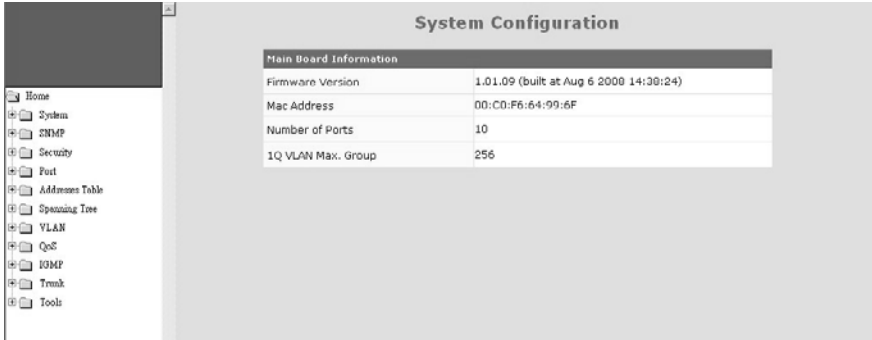 System Configuration
Main Board Information
Firmware Version 1.01.09 (built at Aug 6 2008 14:38:24)
Mac Address 00:C0:F6:64:99:6F
Number of Ports 10
1Q VLAN Max. Group 256
Home
System
SNMP
Security
Port
Addresses Table
Spanning Tree
VLAN
QoS
IGMP
Trunk
Tools